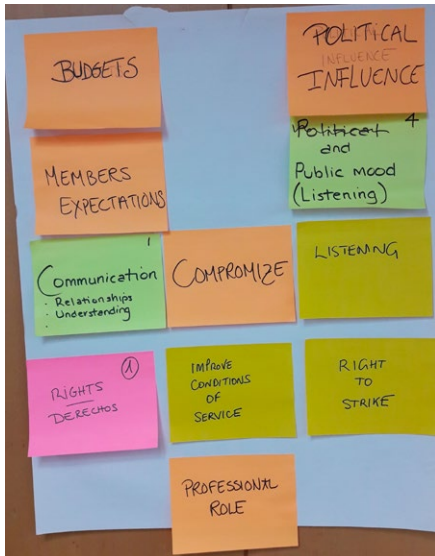 BUDGETS
POLITICAL
INFLUENCE
INFLUENCE
MEMBERS
EXPECTATIONS
Political 4
and
Public mood
(Listening)
1
Communication
· Relationships
· Understanding
·
COMPROMIZE
LISTENING
RIGHTS 1
DERECHOS
IMPROVE
CONDITIONS
OF
SERVICE
RIGHT
TO
STRIKE
PROFESSIONAL
ROLE